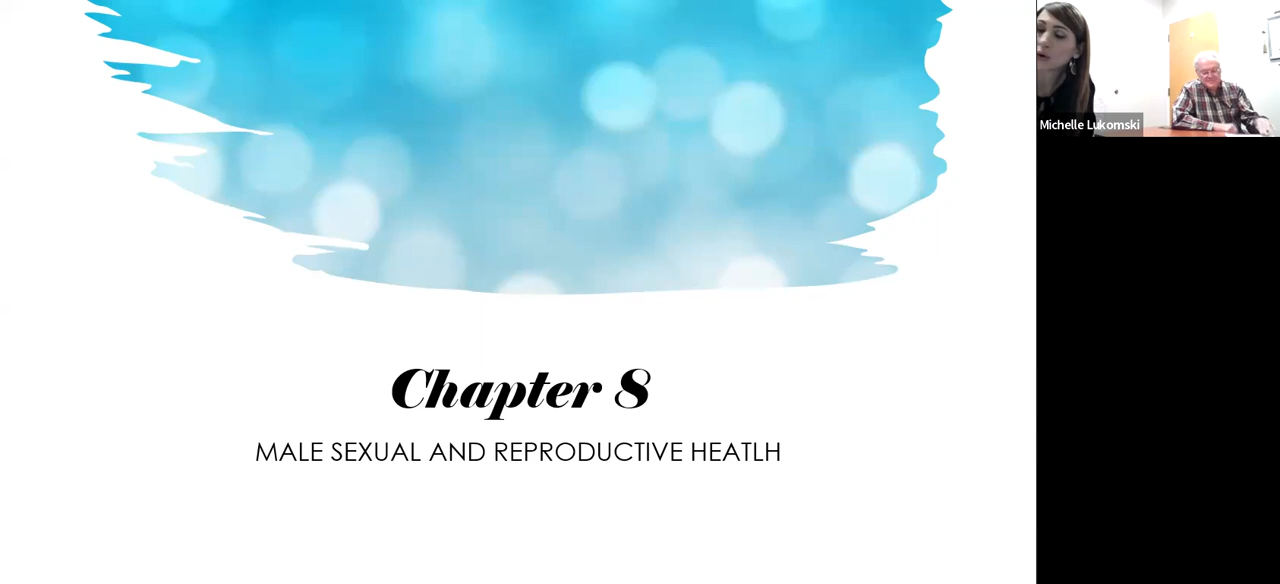 Michelle Lukomski
Chapter 8
MALE SEXUAL AND REPRODUCTIVE HEATLH